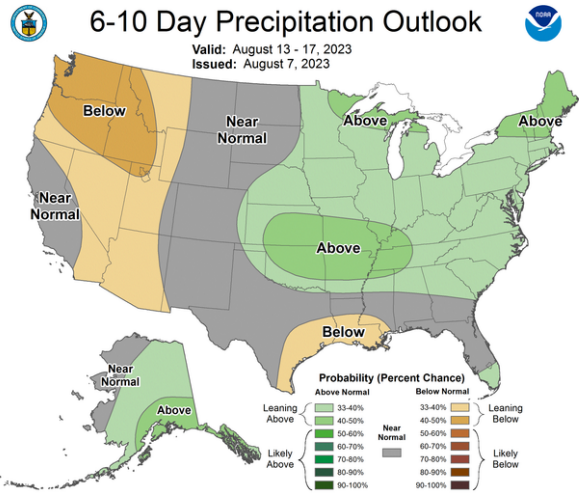 6-10 Day Precipitation Outlook
NOAA
Valid: August 13 - 17, 2023
Issued: August 7, 2023
Below
Near
Normal
Above
Above
Near
Normal
Above
Below
Near
Normal
Above
Probability (Percent Chance)
Above Normal
Below Normal
Leaning
Above
33-40%
40-50%
Likely
Above
50-60%
60-70%
70-80%
80-90%
90-100%
Near
Normal
33-40%
40-50%
Leaning
Below
50-60%
60-70%
70-80%
80-90%
90-100%
Likely
Below